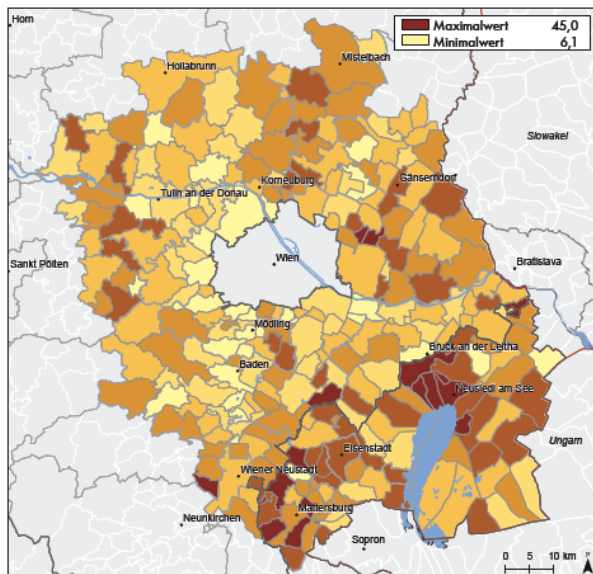 Horn
Maximalwert 45,0
Minimalwert 6,1
Mistelbach
Hollabrunn
Slowakei
Gänserndorf
Korneuburg
Tulln an der Donau
Wien
Sankt Pölten
Bratislava
Mödling
Bruck an der Leitha
Baden
Neusiedl am See
Ungarn
Eisenstadt
Wiener Neustadt
Mattersburg
Neunkirchen
Sopron
0 5 10 km
N